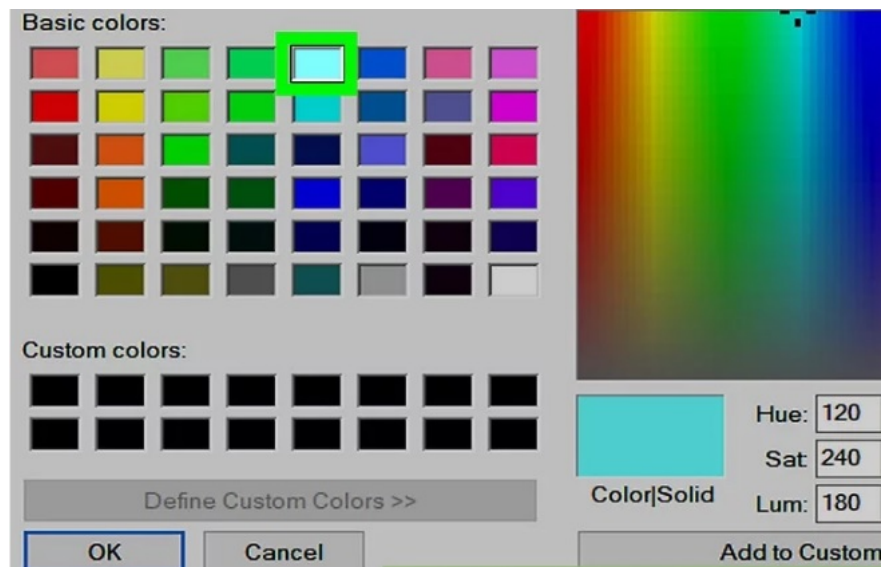 Basic colors:
Custom colors:
Define Custom Colors >>
OK
Cancel
Hue: 120
Sat: 240
Color|Solid
Lum: 180
Add to Custom